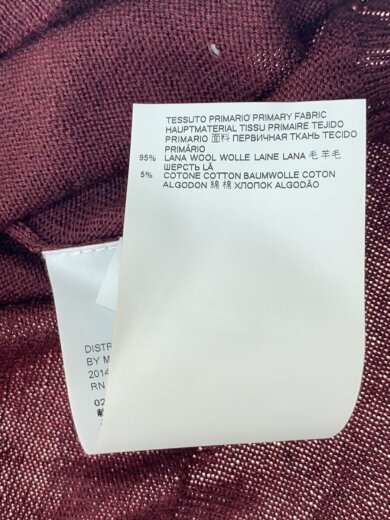 TESSUTO PRIMARIO PRIMARY FABRIC
HAUPTMATERIAL TISSU PRIMAIRE TEJIDO
PRIMARIO 面料 ПЕРВИЧНАЯ ТКАНЬ TECIDO
PRIMÁRIO
95% LANA WOOL WOLLE LAINE LANA 毛 羊毛
ШЕРСТЬ LÃ
5% COTONE COTTON BAUMWOLLE COTON
ALGODON 綿 棉 ХЛОПОК ALGODÃO
DISTR
BY M
2014
RN
02